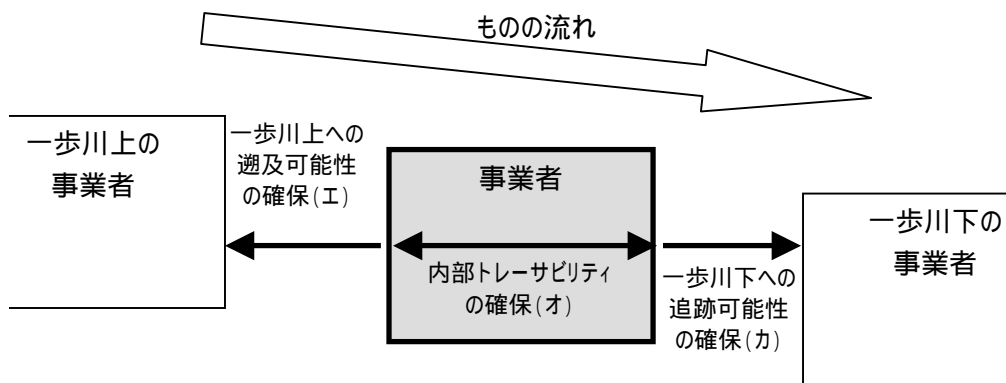 ものの流れ
一歩川上の
事業者
一歩川上への
遡及可能性
の確保(エ)
事業者
内部トレーサビリティ
の確保(オ)
一歩川下への
追跡可能性
の確保(カ)
一歩川下の
事業者